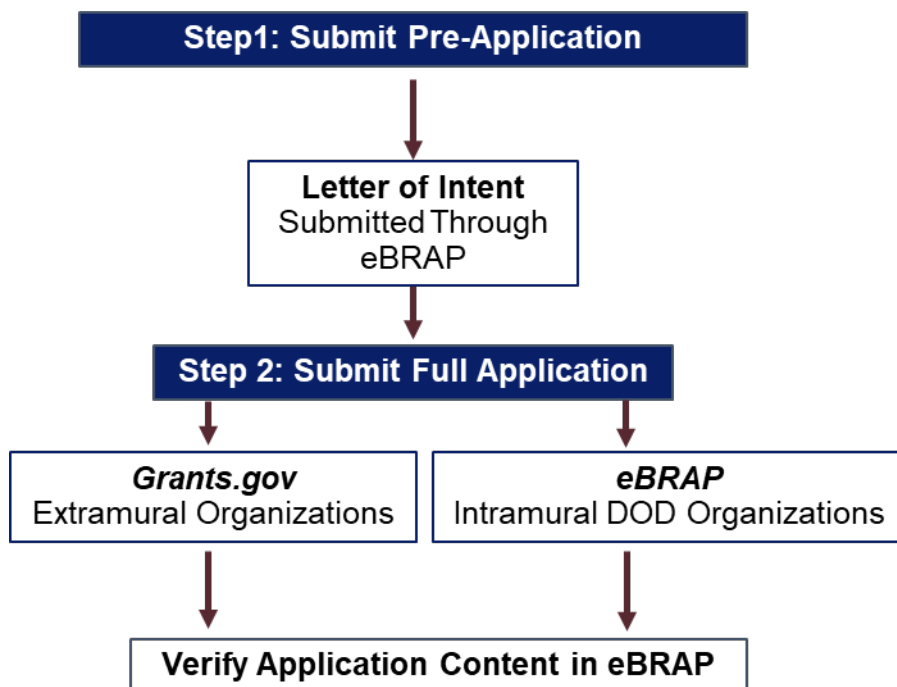 Step1: Submit Pre-Application
Letter of Intent
Submitted Through
eBRAP
Step 2: Submit Full Application
Grants.gov
Extramural Organizations
eBRAP
Intramural DOD Organizations
Verify Application Content in eBRAP